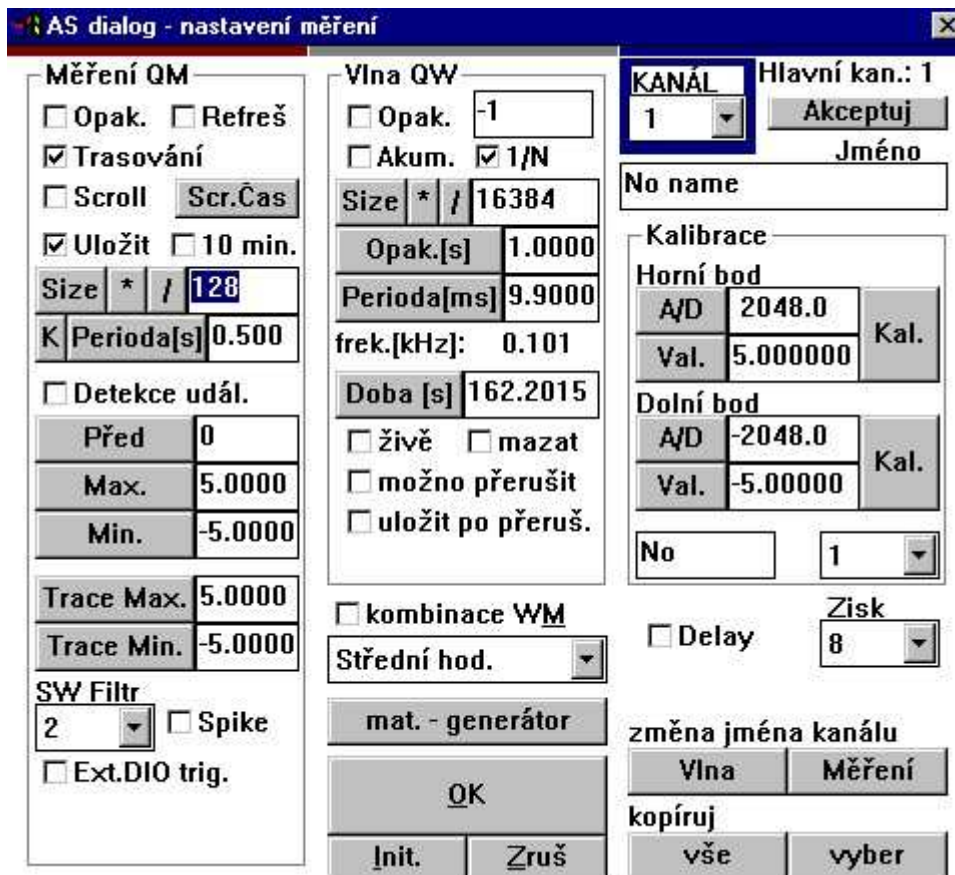 AS dialog - nastavení měření
Měření QM
Opak. Refreš
Trasování
Scroll Scr.Čas
Uložit 10 min.
Size * / 128
K Perioda[s] 0.500
Detekce udál.
Před 0
Max. 5.0000
Min. -5.0000
Trace Max. 5.0000
Trace Min. -5.0000
SW Filtr
2 Spike
Ext.DIO trig.
Vlna QW
Opak. -1
Akum. 1/N
Size * / 16384
Opak.[s] 1.0000
Perioda[ms] 9.9000
frek.[kHz]: 0.101
Doba [s] 162.2015
živě mazat
možno přerušit
uložit po přeruš.
kombinace WM
Střední hod.
mat. - generátor
OK
Init. Zruš
KANÁL
1
Hlavní kan.: 1
Akceptuj
Jméno
No name
Kalibrace
Horní bod
A/D 2048.0
Val. 5.000000
Kal.
Dolní bod
A/D -2048.0
Val. -5.00000
Kal.
No 1
Delay
Zisk
8
změna jména kanálu
Vlna Měření
kopíruj
vše vyber